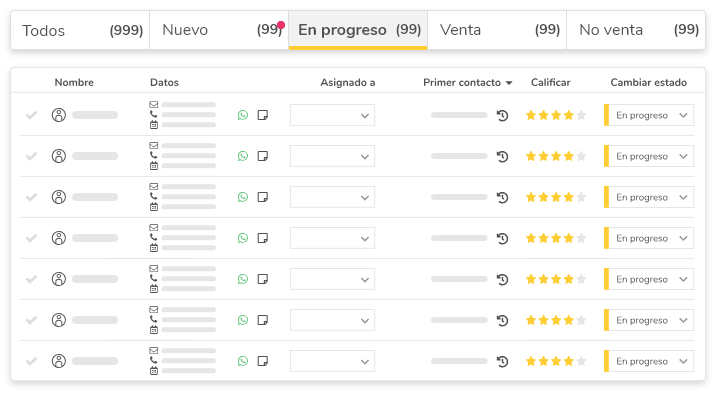 Todos (999) Nuevo (99) En progreso (99) Venta (99) No venta (99)
Nombre Datos Asignado a Primer contacto Calificar Cambiar estado
En progreso
En progreso
En progreso
En progreso
En progreso
En progreso
En progreso